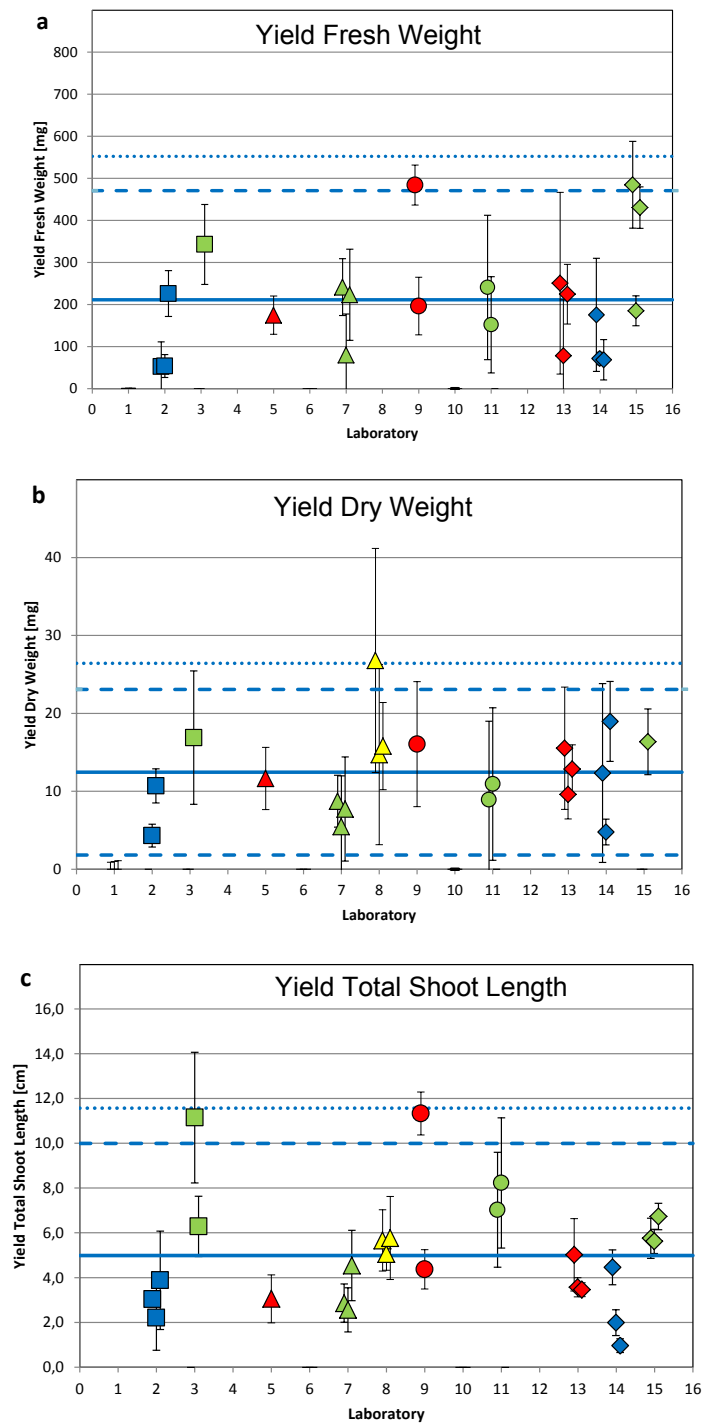 a
Yield Fresh Weight
900
800
700
600
500
400
300
200
100
0
Yield Fresh Weight [mg]
0 1 2 3 4 5 6 7 8 9 10 11 12 13 14 15 16
Laboratory
b
Yield Dry Weight
40
30
20
10
0
Yield Dry Weight [mg]
0 1 2 3 4 5 6 7 8 9 10 11 12 13 14 15 16
Laboratory
c
Yield Total Shoot Length
16,0
14,0
12,0
10,0
8,0
6,0
4,0
2,0
0,0
Yield Total Shoot Length [cm]
0 1 2 3 4 5 6 7 8 9 10 11 12 13 14 15 16
Laboratory